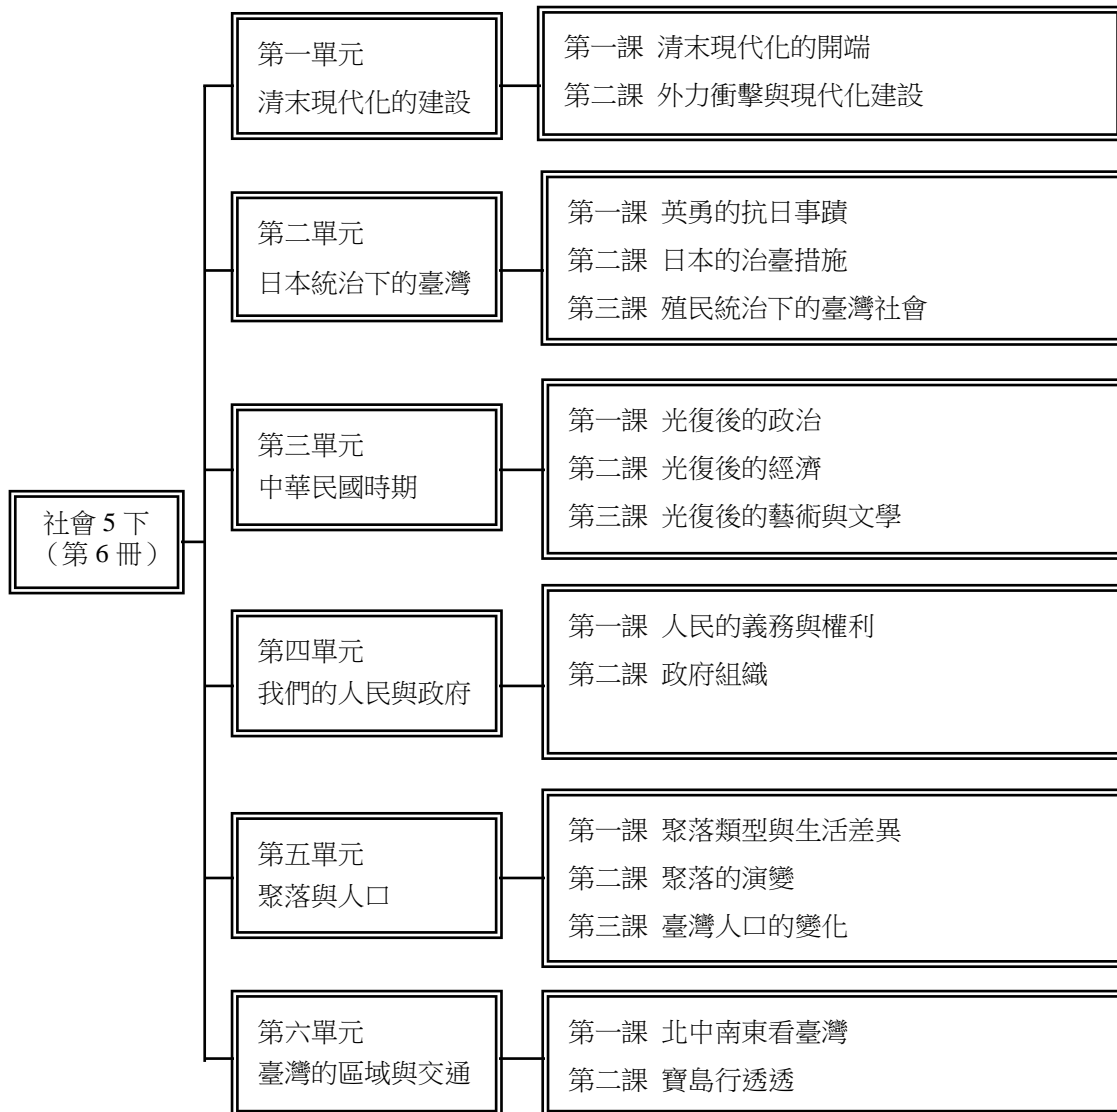 社會 5 下
（第 6 冊）
第一單元
清末現代化的建設
第一課 清末現代化的開端
第二課 外力衝擊與現代化建設
第二單元
日本統治下的臺灣
第一課 英勇的抗日事蹟
第二課 日本的治臺措施
第三課 殖民統治下的臺灣社會
第三單元
中華民國時期
第一課 光復後的政治
第二課 光復後的經濟
第三課 光復後的藝術與文學
第四單元
我們的人民與政府
第一課 人民的義務與權利
第二課 政府組織
第五單元
聚落與人口
第一課 聚落類型與生活差異
第二課 聚落的演變
第三課 臺灣人口的變化
第六單元
臺灣的區域與交通
第一課 北中南東看臺灣
第二課 寶島行透透